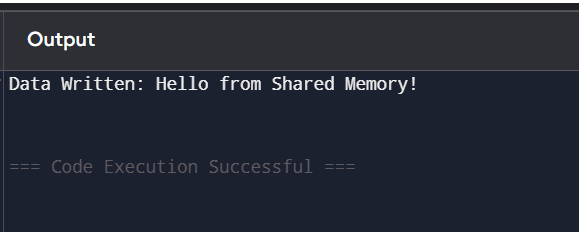 Output
Data Written: Hello from Shared Memory!
=== Code Execution Successful ===